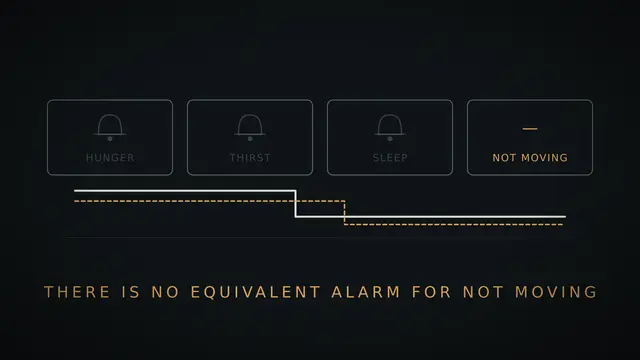 HUNGER
THIRST
SLEEP
NOT MOVING
THERE IS NO EQUIVALENT ALARM FOR NOT MOVING